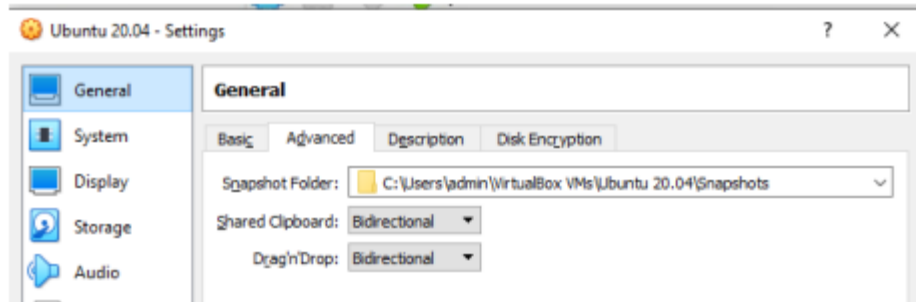 Ubuntu 20.04 - Settings ? ×
General
System
Display
Storage
Audio
General
Basic Advanced Description Disk Encryption
Snapshot Folder: C:\Users\admin\VirtualBox VMs\Ubuntu 20.04\Snapshots
Shared Clipboard: Bidirectional
Drag'n'Drop: Bidirectional